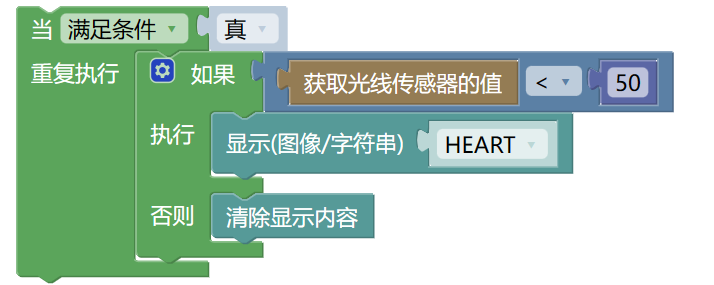 当 满足条件 真
重复执行 如果 获取光线传感器的值 < 50
执行 显示(图像/字符串) HEART
否则 清除显示内容